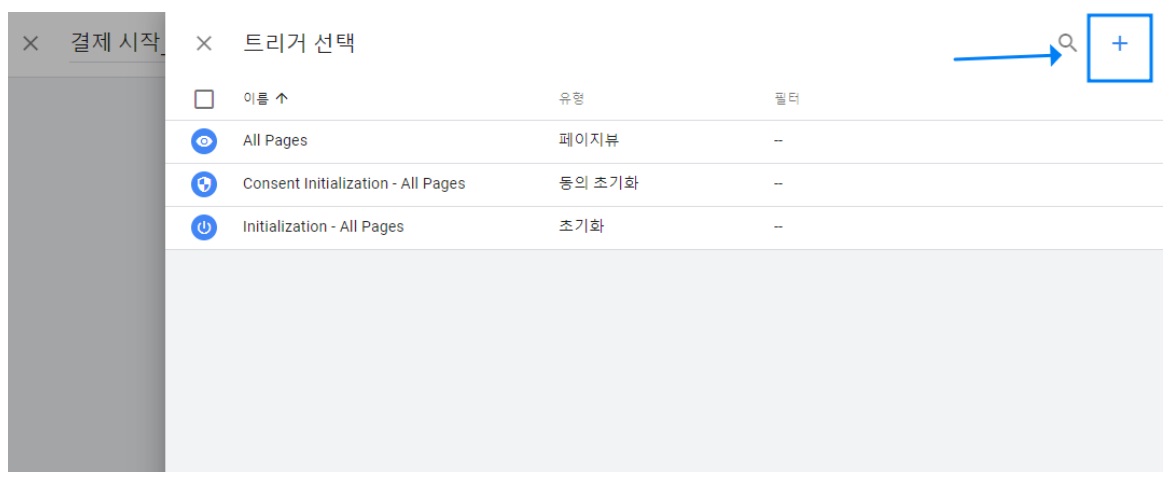 결제 시작_
트리거 선택
이름 유형 필터
All Pages 페이지뷰 --
Consent Initialization - All Pages 동의 초기화 --
Initialization - All Pages 초기화 --